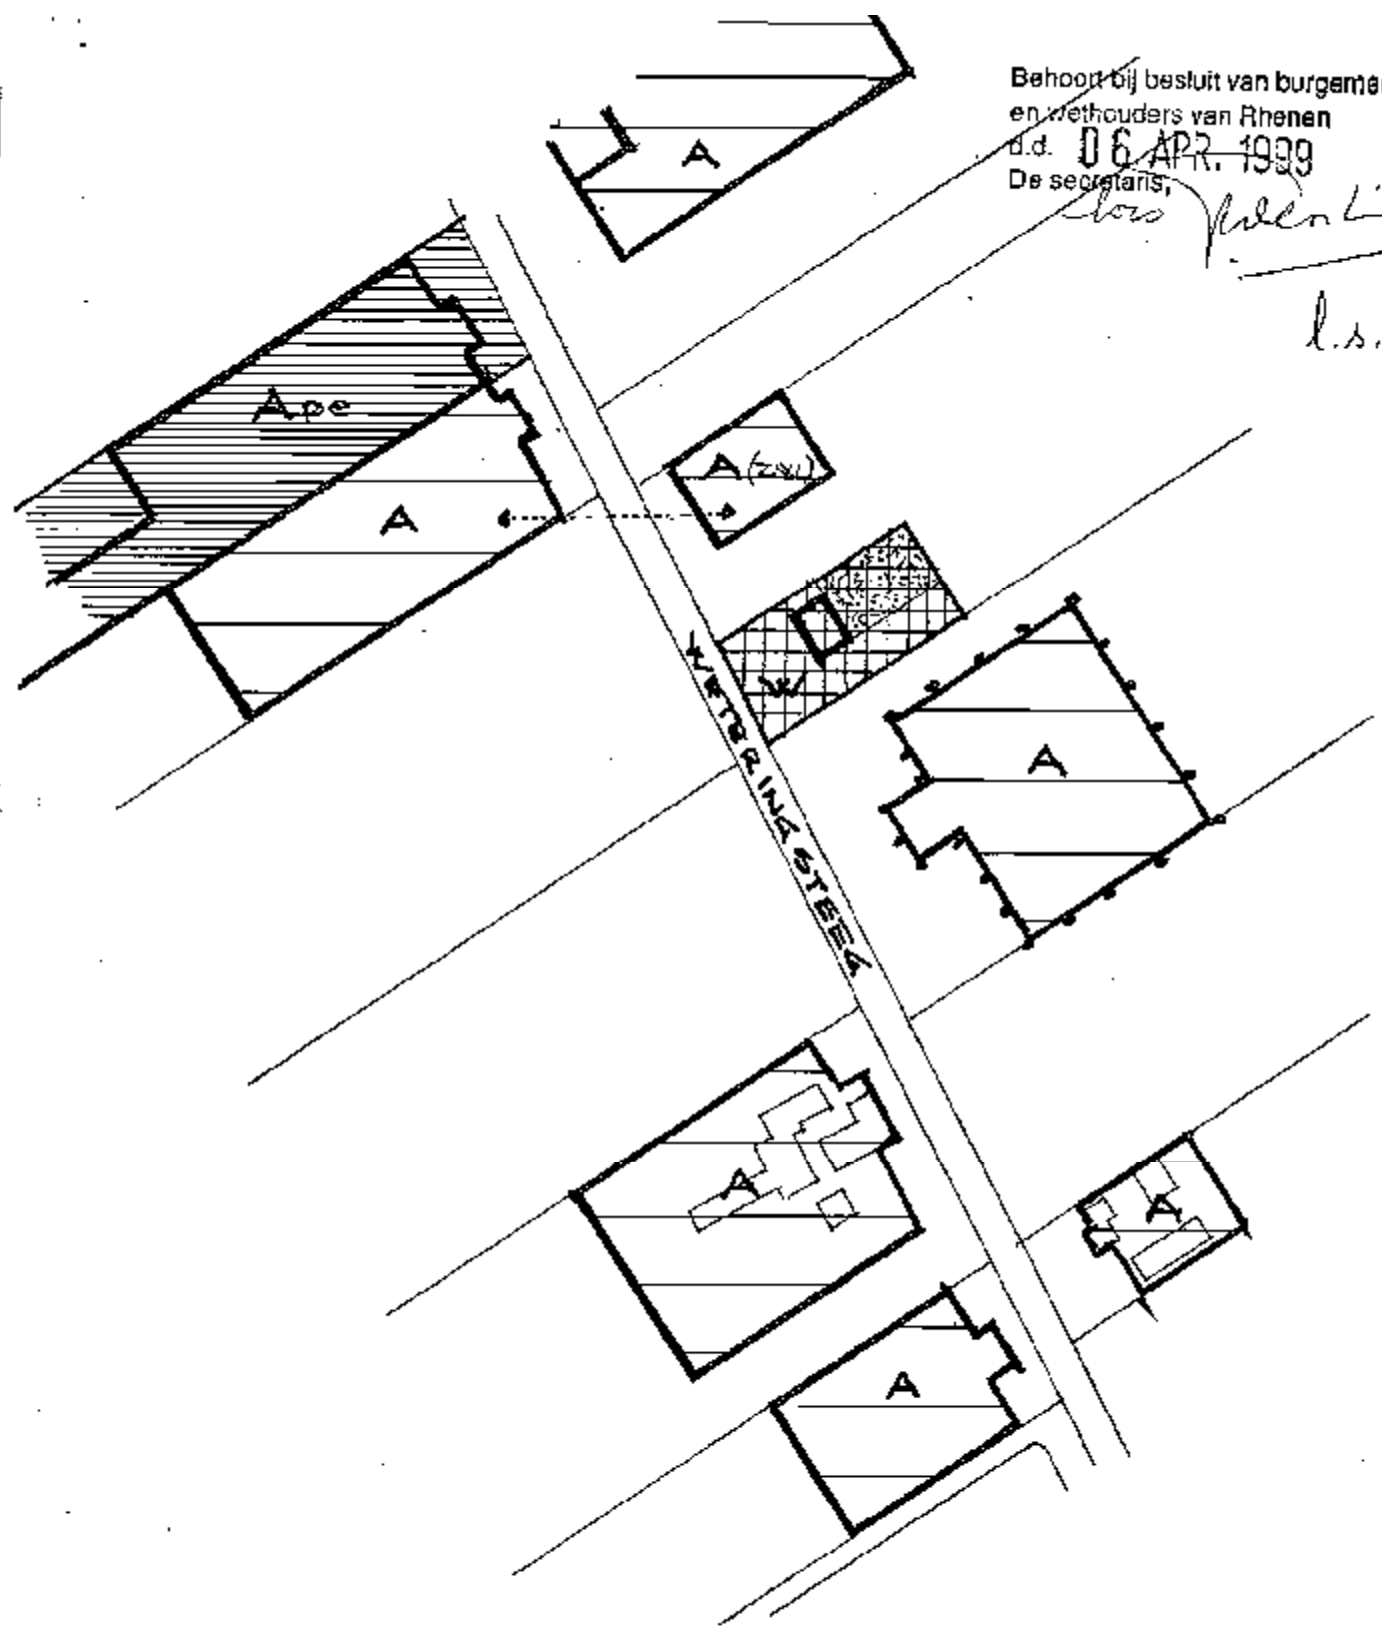 Behoort bij besluit van burgeme
en wethouders van Rhenen
d.d. 06 APR. 1999
De secretaris,
l.s.
A
Ape
A
A (zw)
W
WETERINGSTEEG
A
A
A
A